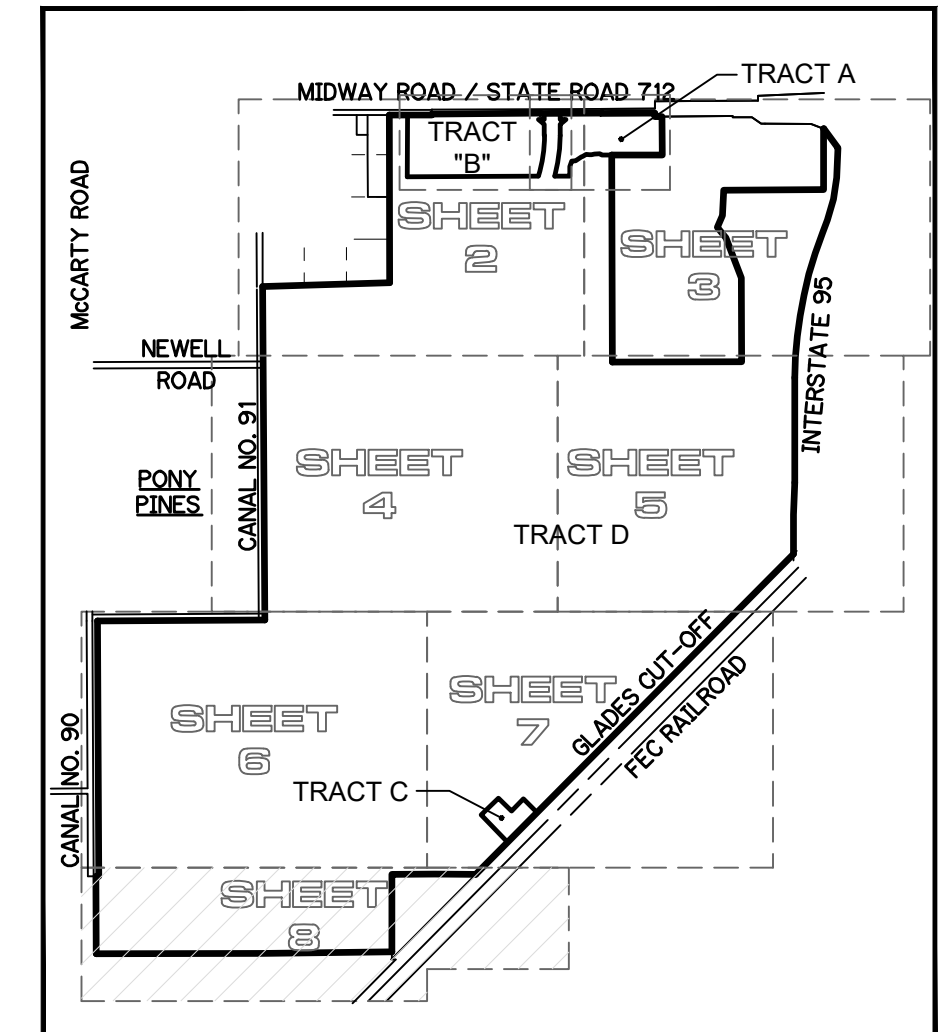 TRACT A
MIDWAY ROAD / STATE ROAD 712
TRACT
"B"
McCARTY ROAD
SHEET
2
SHEET
3
INTERSTATE 95
NEWELL
ROAD
CANAL NO. 91
PONY
PINES
SHEET
4
SHEET
5
TRACT D
SHEET
6
SHEET
7
GLADES CUT-OFF
FEC RAILROAD
CANAL NO. 90
TRACT C
SHEET
8